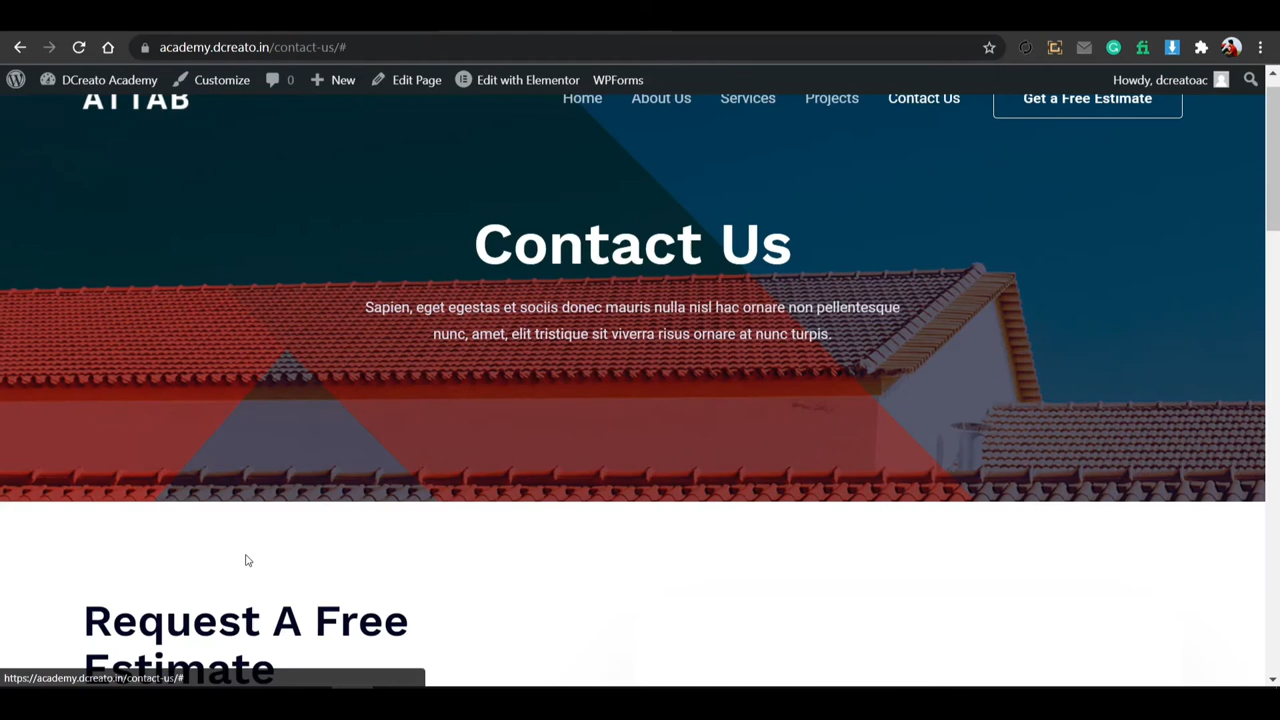 academy.dcreato.in/contact-us/#
DCreato Academy Customize 0 New Edit Page Edit with Elementor WPForms Howdy, dcreatoac
ATTAB Home About Us Services Projects Contact Us Get a Free Estimate
Contact Us
Sapien, eget egestas et sociis donec mauris nulla nisl hac ornare non pellentesque
nunc, amet, elit tristique sit viverra risus ornare at nunc turpis.
Request A Free
Estimate
https://academy.dcreato.in/contact-us/#